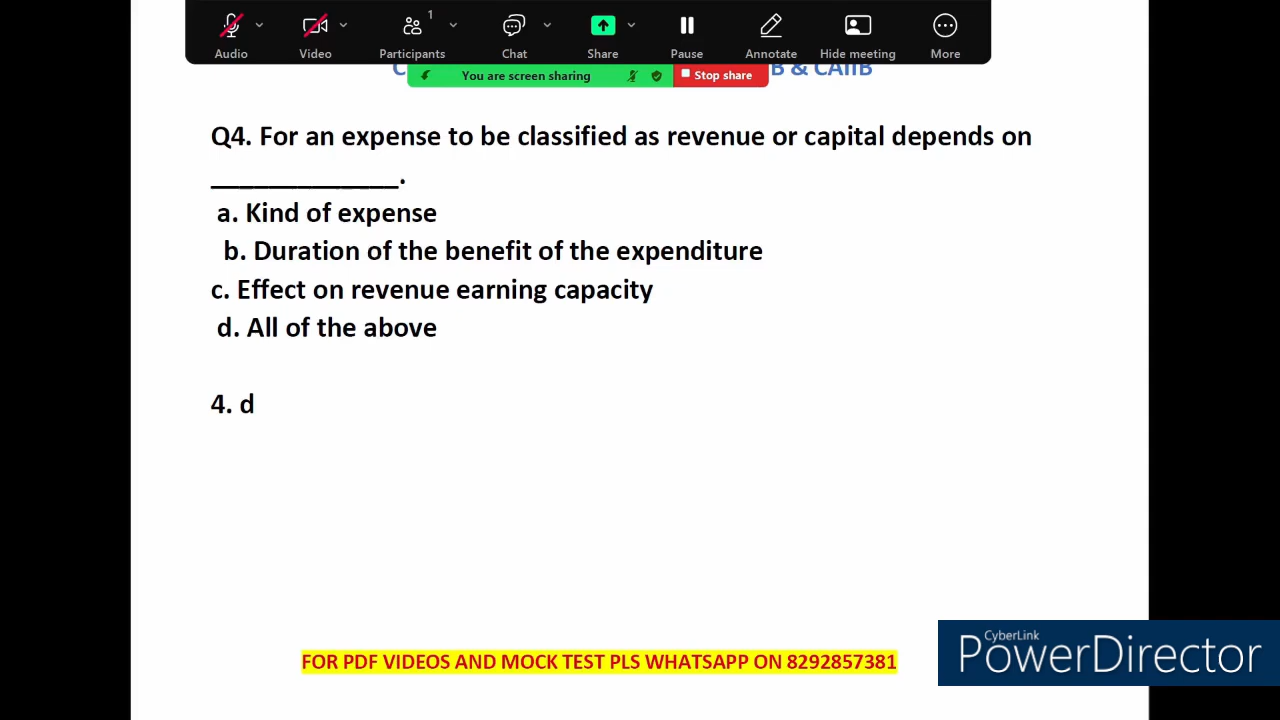 1
Audio Video Participants Chat Share Pause Annotate Hide meeting More
B & CAIIB
You are screen sharing Stop share
Q4. For an expense to be classified as revenue or capital depends on
_____________.
a. Kind of expense
b. Duration of the benefit of the expenditure
c. Effect on revenue earning capacity
d. All of the above
4. d
FOR PDF VIDEOS AND MOCK TEST PLS WHATSAPP ON 8292857381
CyberLink
PowerDirector